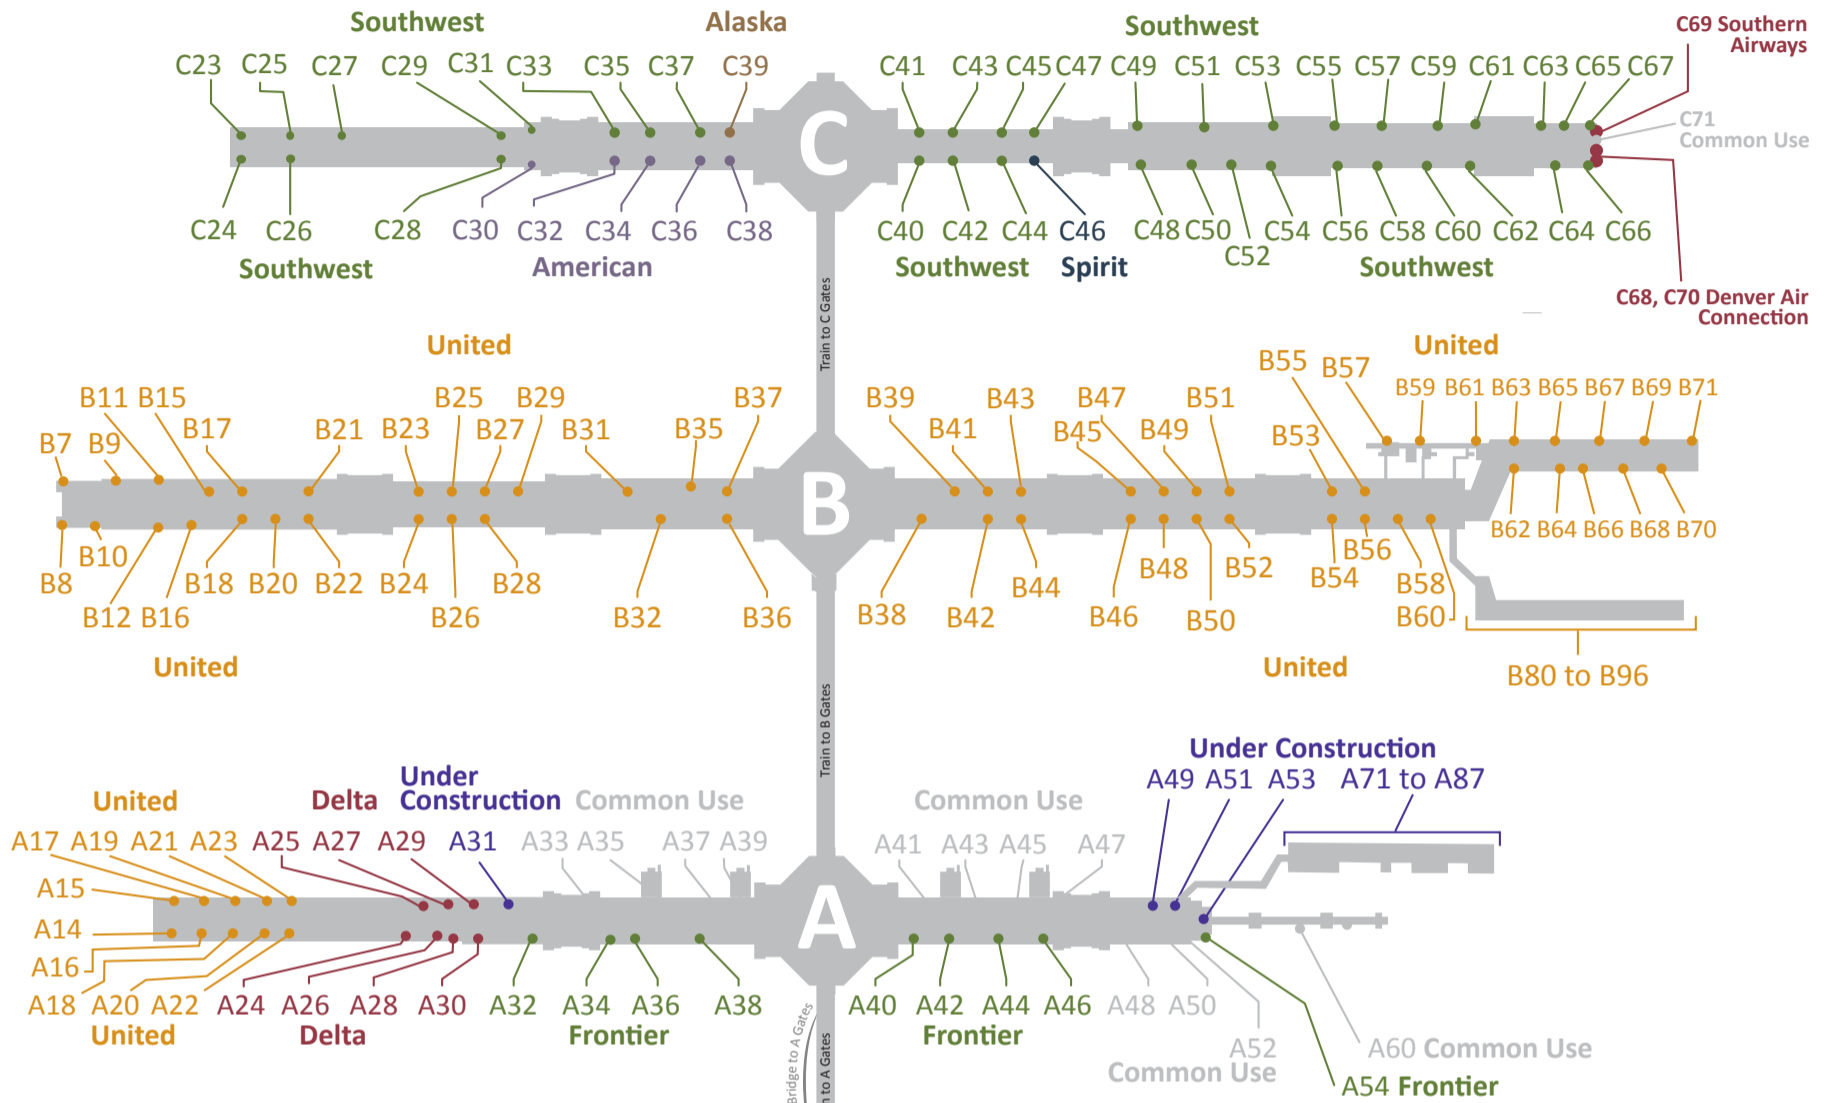 Southwest
Alaska
Southwest
C69 Southern
Airways
C23 C25 C27 C29 C31 C33 C35 C37 C39
C41 C43 C45 C47 C49 C51 C53 C55 C57 C59 C61 C63 C65 C67
C71
Common Use
C
C24 C26 C28 C30 C32 C34 C36 C38
C40 C42 C44 C46 C48 C50 C52 C54 C56 C58 C60 C62 C64 C66
Southwest
American
Southwest
Spirit
Southwest
C68, C70 Denver Air
Connection
Train to C Gates
United
United
B55 B57
B11 B15 B25 B29 B37
B39 B43 B47 B51
B59 B61 B63 B65 B67 B69 B71
B7 B9 B17 B21 B23 B27 B31 B35
B41 B45 B49 B53
B
B62 B64 B66 B68 B70
B8 B10 B18 B20 B22 B24 B28
B44 B48 B52 B54 B56 B58
B12 B16 B26 B32 B36
B38 B42 B46 B50 B60
United
United
B80 to B96
Train to B Gates
Under Construction
A49 A51 A53 A71 to A87
United
Delta
Under
Construction
Common Use
Common Use
A17 A19 A21 A23 A25 A27 A29 A31 A33 A35 A37 A39
A41 A43 A45 A47
A15
A
A14
A16
A18 A20 A22 A24 A26 A28 A30 A32 A34 A36 A38
A40 A42 A44 A46 A48 A50
United
Delta
Frontier
Frontier
A52
Common Use
A60 Common Use
A54 Frontier
Bridge to A Gates
to A Gates